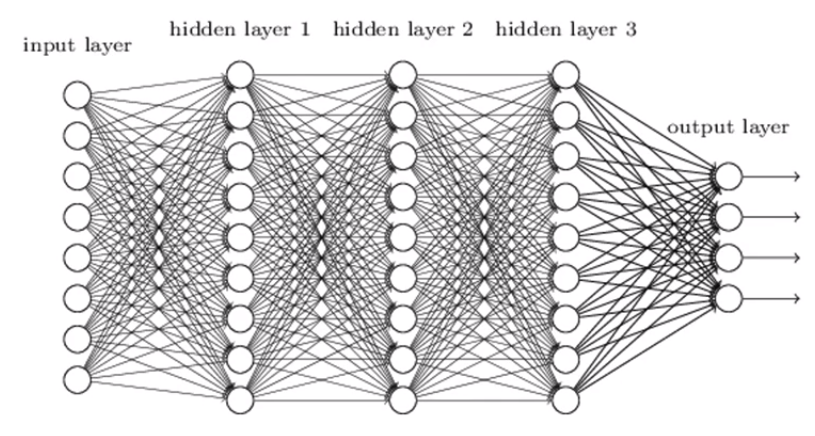 input layer
hidden layer 1
hidden layer 2
hidden layer 3
output layer